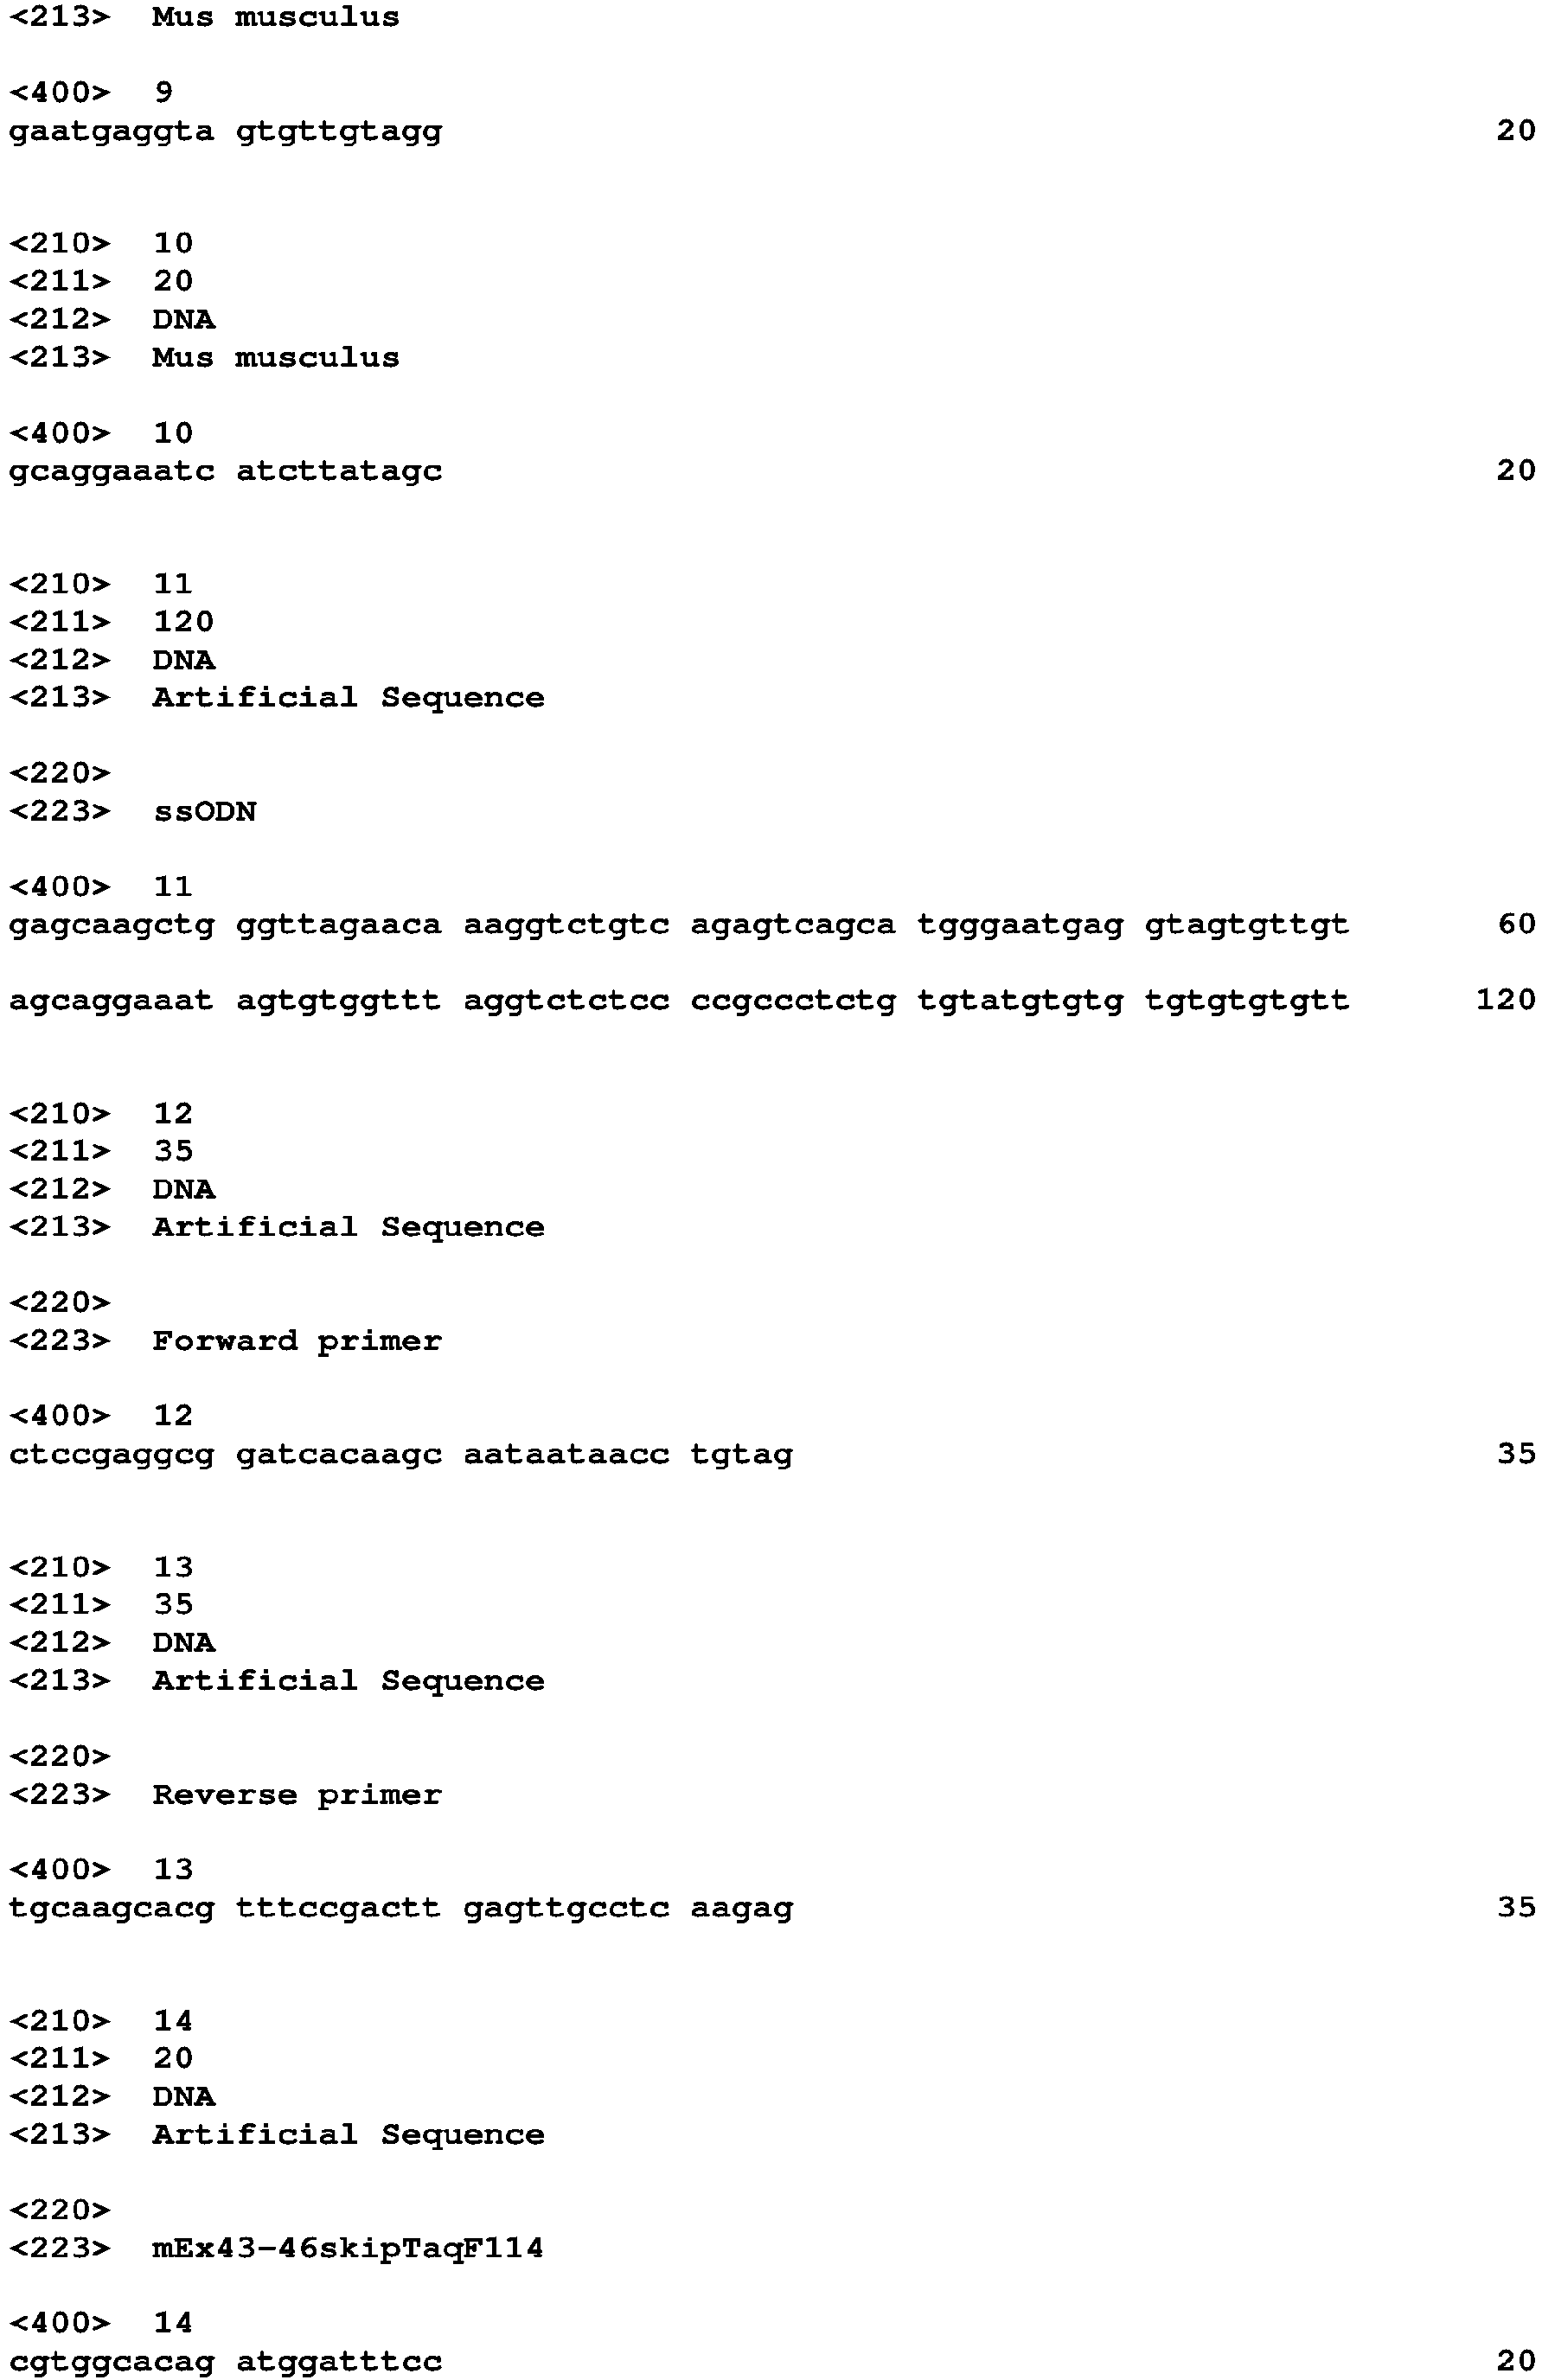 <213> Mus musculus
<400> 9
gaatgaggta gtgttgtagg 20
<210> 10
<211> 20
<212> DNA
<213> Mus musculus
<400> 10
gcaggaaatc atcttatagc 20
<210> 11
<211> 120
<212> DNA
<213> Artificial Sequence
<220>
<223> ssODN
<400> 11
gagcaagctg ggttagaaca aaggtctgtc agagtcagca tgggaatgag gtagtgttgt 60
agcaggaaat agtgtggttt aggtctctcc ccgccctctg tgtatgtgtg tgtgtgtgtt 120
<210> 12
<211> 35
<212> DNA
<213> Artificial Sequence
<220>
<223> Forward primer
<400> 12
ctccgaggcg gatcacaagc aataataacc tgtag 35
<210> 13
<211> 35
<212> DNA
<213> Artificial Sequence
<220>
<223> Reverse primer
<400> 13
tgcaagcacg tttccgactt gagttgcctc aagag 35
<210> 14
<211> 20
<212> DNA
<213> Artificial Sequence
<220>
<223> mEx43-46skipTaqF114
<400> 14
cgtggcacag atggatttcc 20